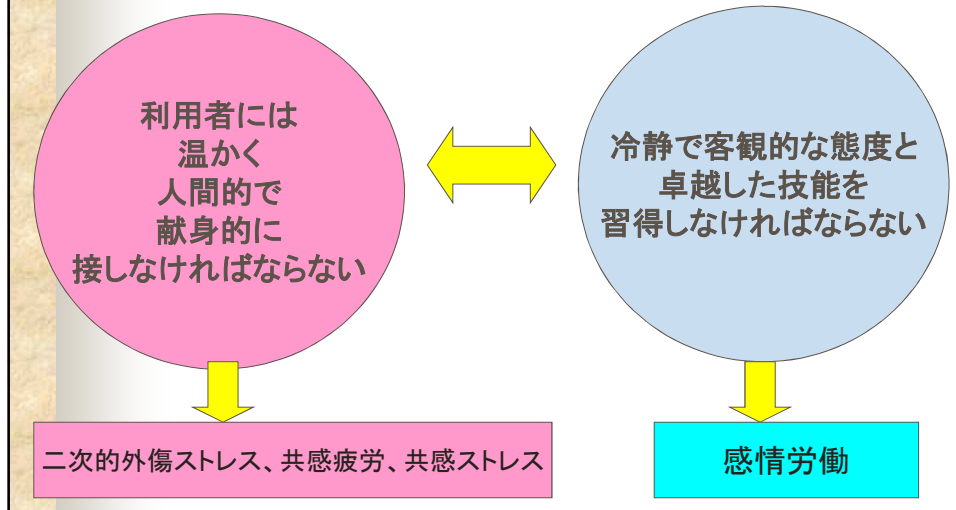 利用者には
温かく
人間的で
献身的に
接しなければならない
冷静で客観的な態度と
卓越した技能を
習得しなければならない
二次的外傷ストレス、共感疲労、共感ストレス
感情労働